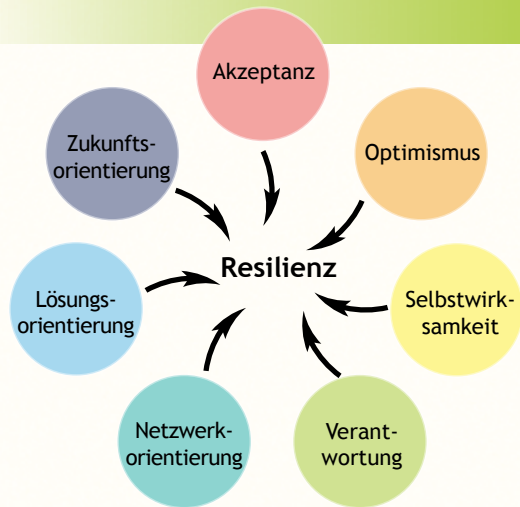 Akzeptanz
Optimismus
Selbstwirk-
samkeit
Verant-
wortung
Netzwerk-
orientierung
Lösungs-
orientierung
Zukunfts-
orientierung
Resilienz